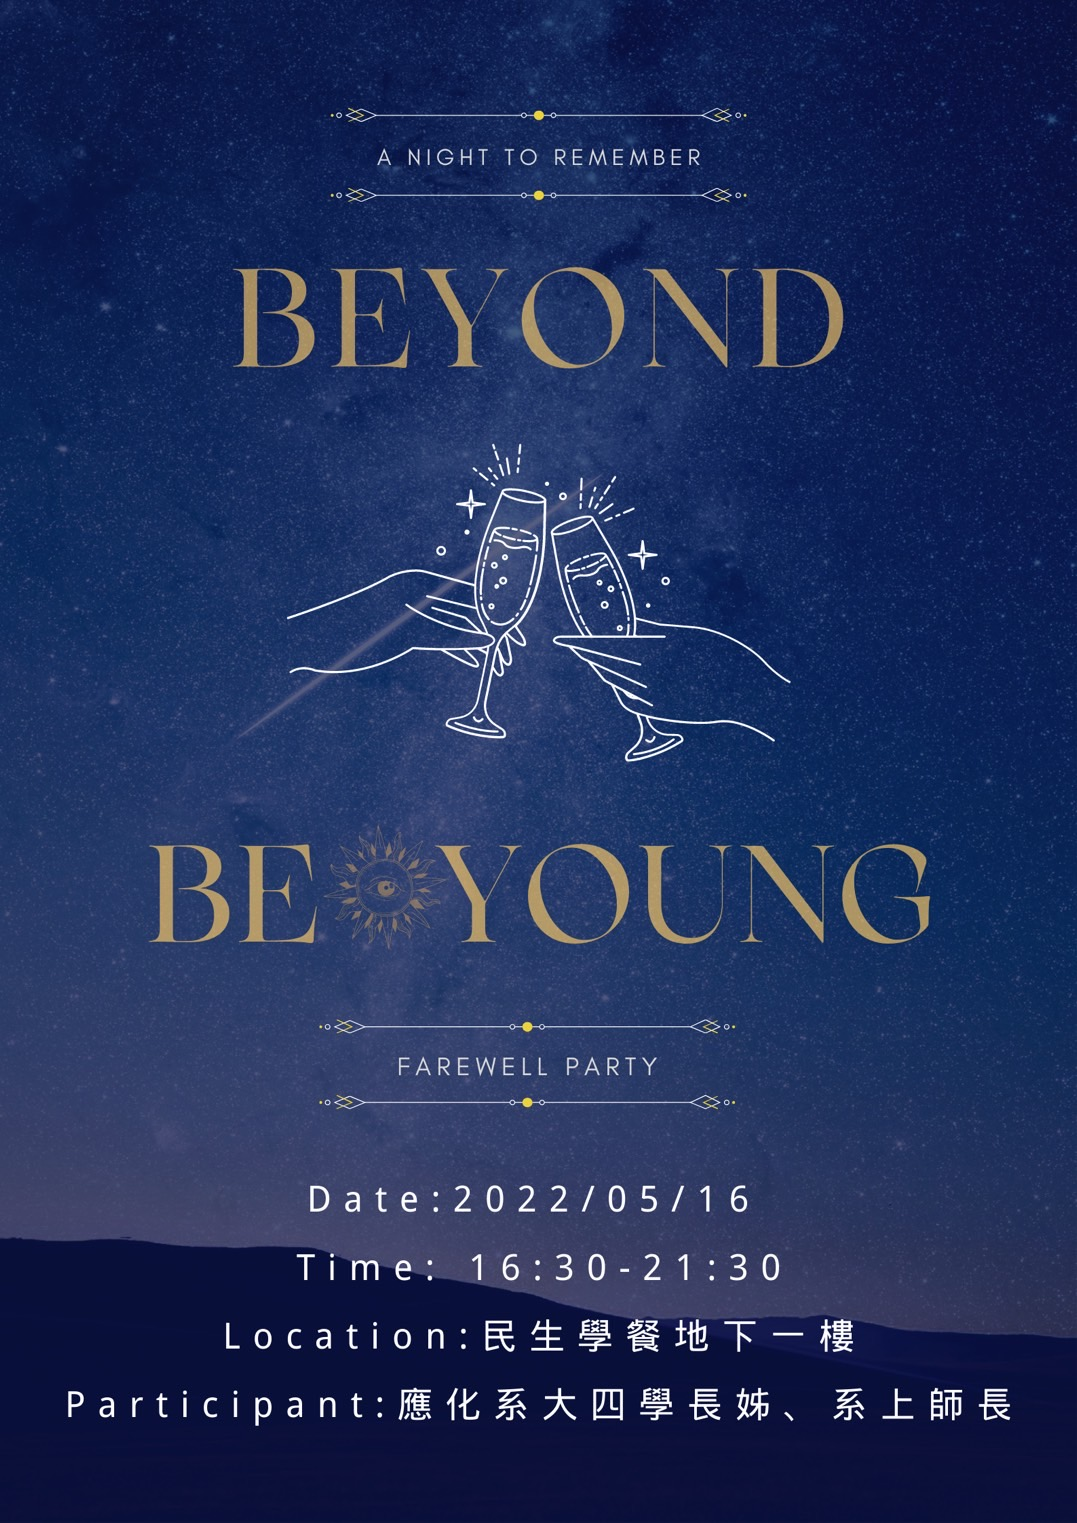 A NIGHT TO REMEMBER
BEYOND
BE YOUNG
FAREWELL PARTY
Date:2022/05/16
Time: 16:30-21:30
Location:民生學餐地下一樓
Participant:應化系大四學長姊、系上師長